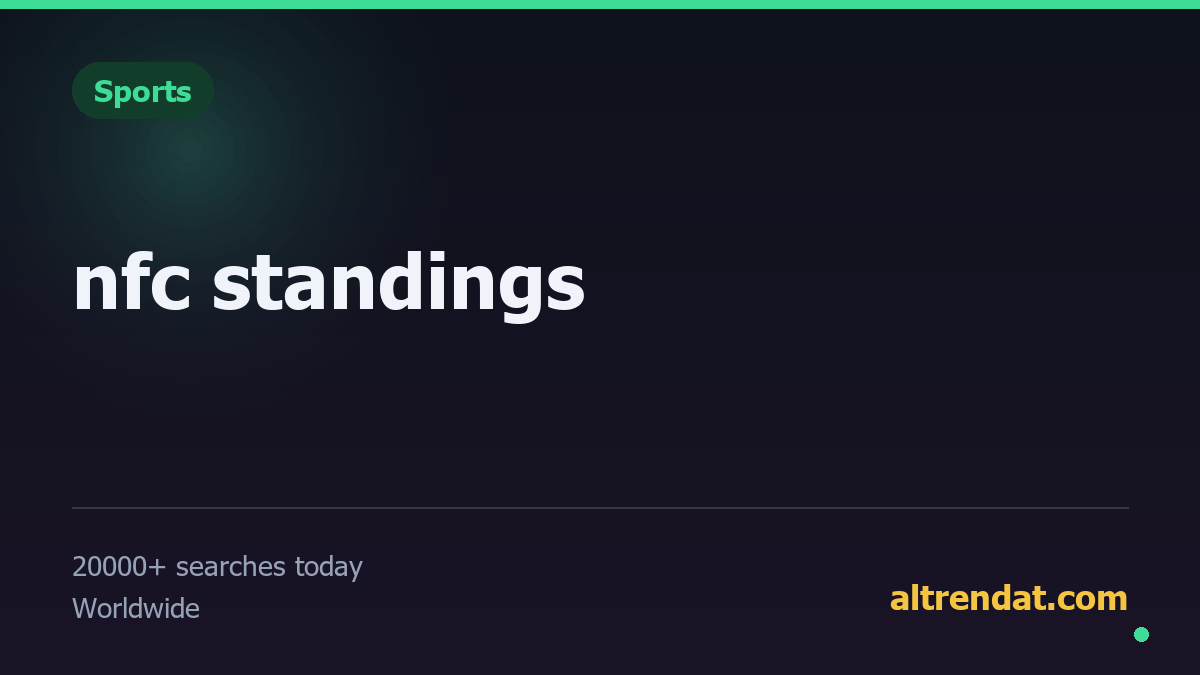 Sports
nfc standings
20000+ searches today
Worldwide
altrendat.com